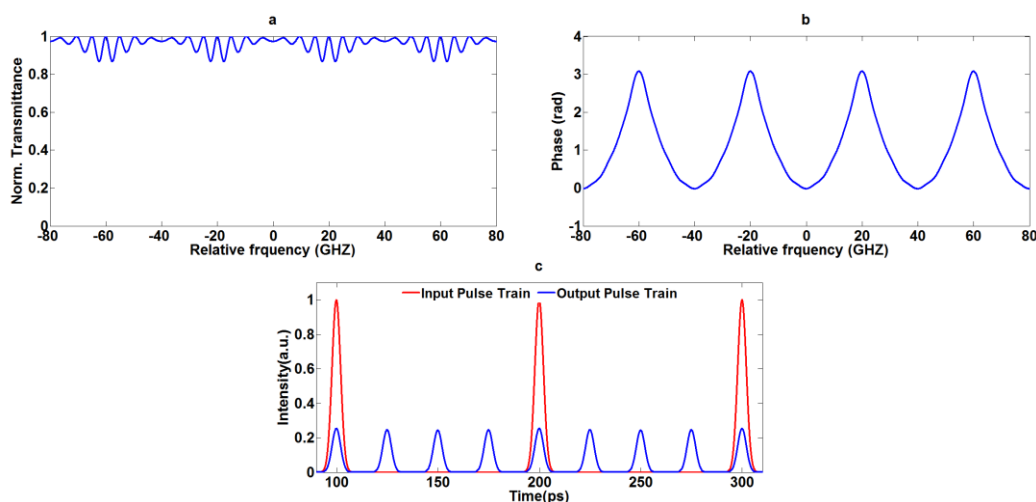 a
Norm. Transmittance
1
0.8
0.6
0.4
0.2
0
-80 -60 -40 -20 0 20 40 60 80
Relative frquency (GHZ)
b
Phase (rad)
4
3
2
1
0
-1
-80 -60 -40 -20 0 20 40 60 80
Relative frquency (GHZ)
c
Input Pulse Train Output Pulse Train
Intensity(a.u.)
1
0.8
0.6
0.4
0.2
0
100 150 200 250 300
Time(ps)